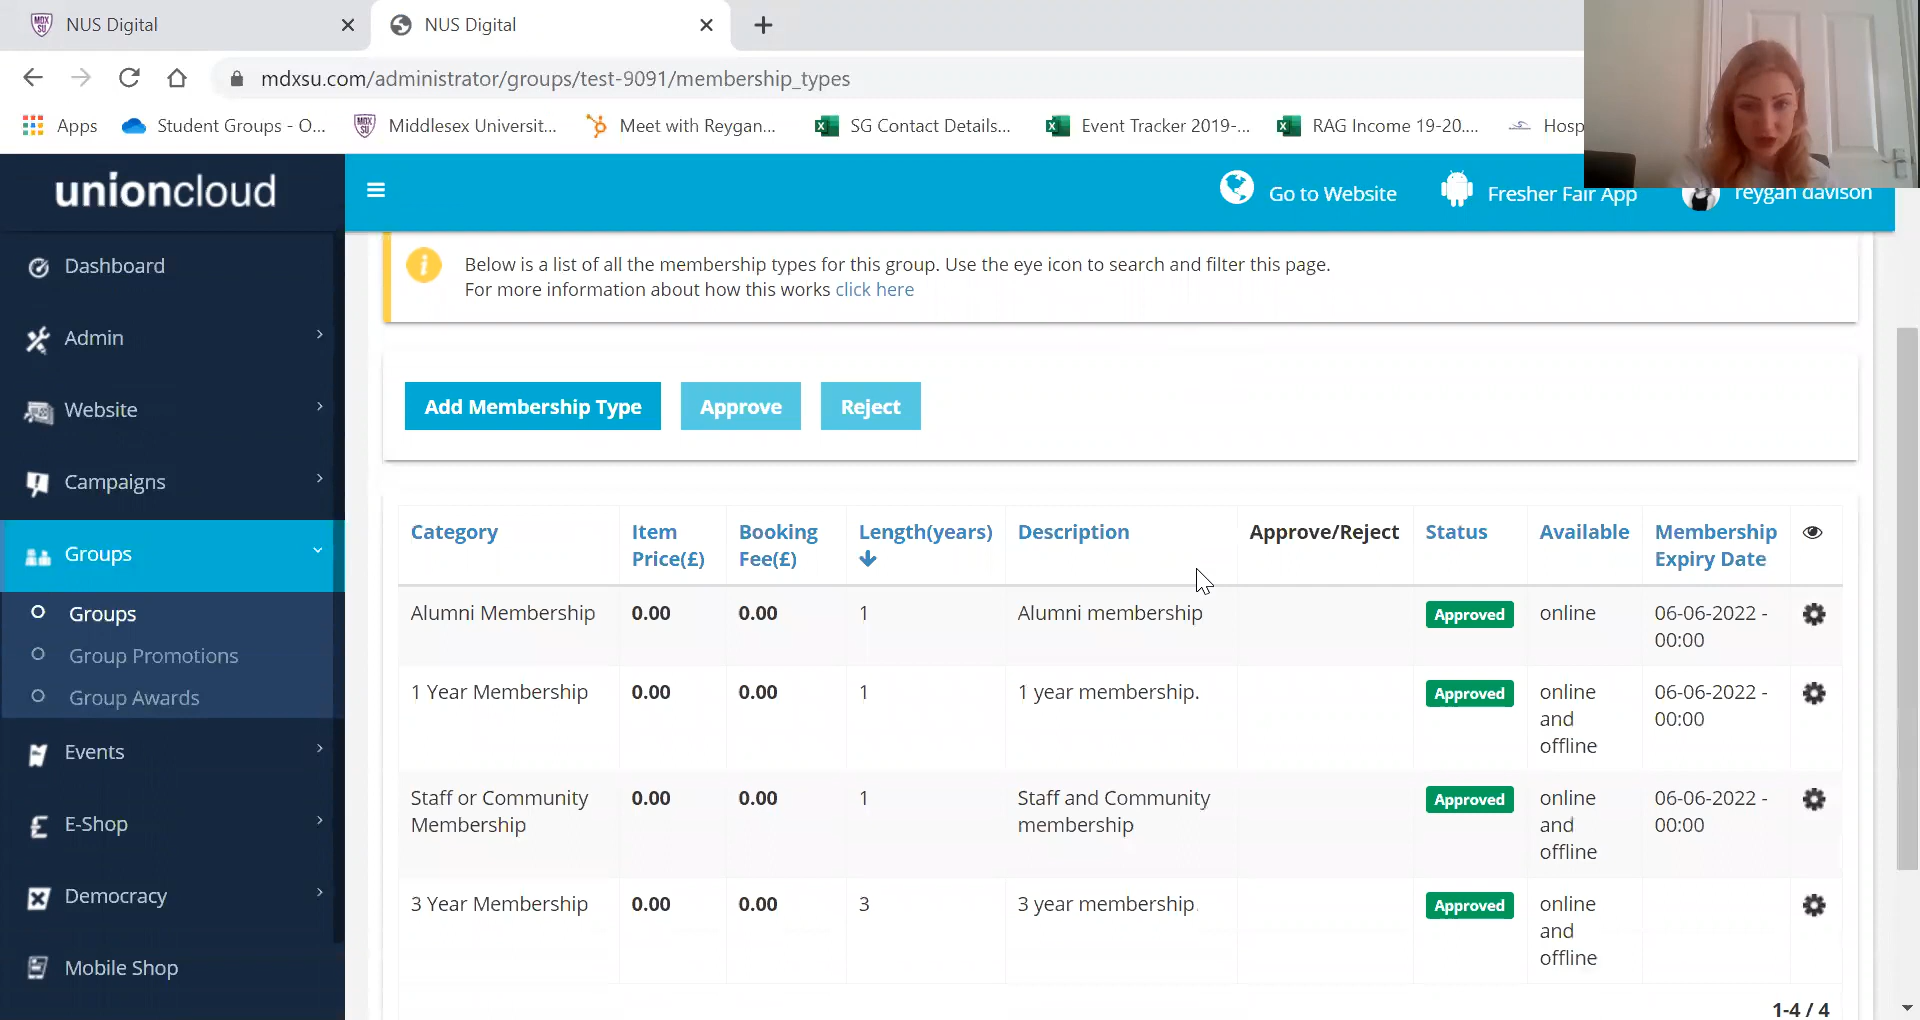 NUS Digital
NUS Digital
mdxsu.com/administrator/groups/test-9091/membership_types
Apps
Student Groups - O...
MDX SU
Middlesex Universit...
Meet with Reygan...
SG Contact Details...
Event Tracker 2019-...
RAG Income 19-20....
Hosp
unioncloud
Go to Website
Fresher Fair App
reygan davison
Dashboard
Admin
Website
Campaigns
Groups
Groups
Group Promotions
Group Awards
Events
E-Shop
Democracy
Mobile Shop
Below is a list of all the membership types for this group. Use the eye icon to search and filter this page.
For more information about how this works click here
Add Membership Type Approve Reject
Category Item Price(£) Booking Fee(£) Length(years) Description Approve/Reject Status Available Membership Expiry Date
Alumni Membership 0.00 0.00 1 Alumni membership Approved online 06-06-2022 - 00:00
1 Year Membership 0.00 0.00 1 1 year membership. Approved online and offline 06-06-2022 - 00:00
Staff or Community Membership 0.00 0.00 1 Staff and Community membership Approved online and offline 06-06-2022 - 00:00
3 Year Membership 0.00 0.00 3 3 year membership. Approved online and offline
1-4 / 4